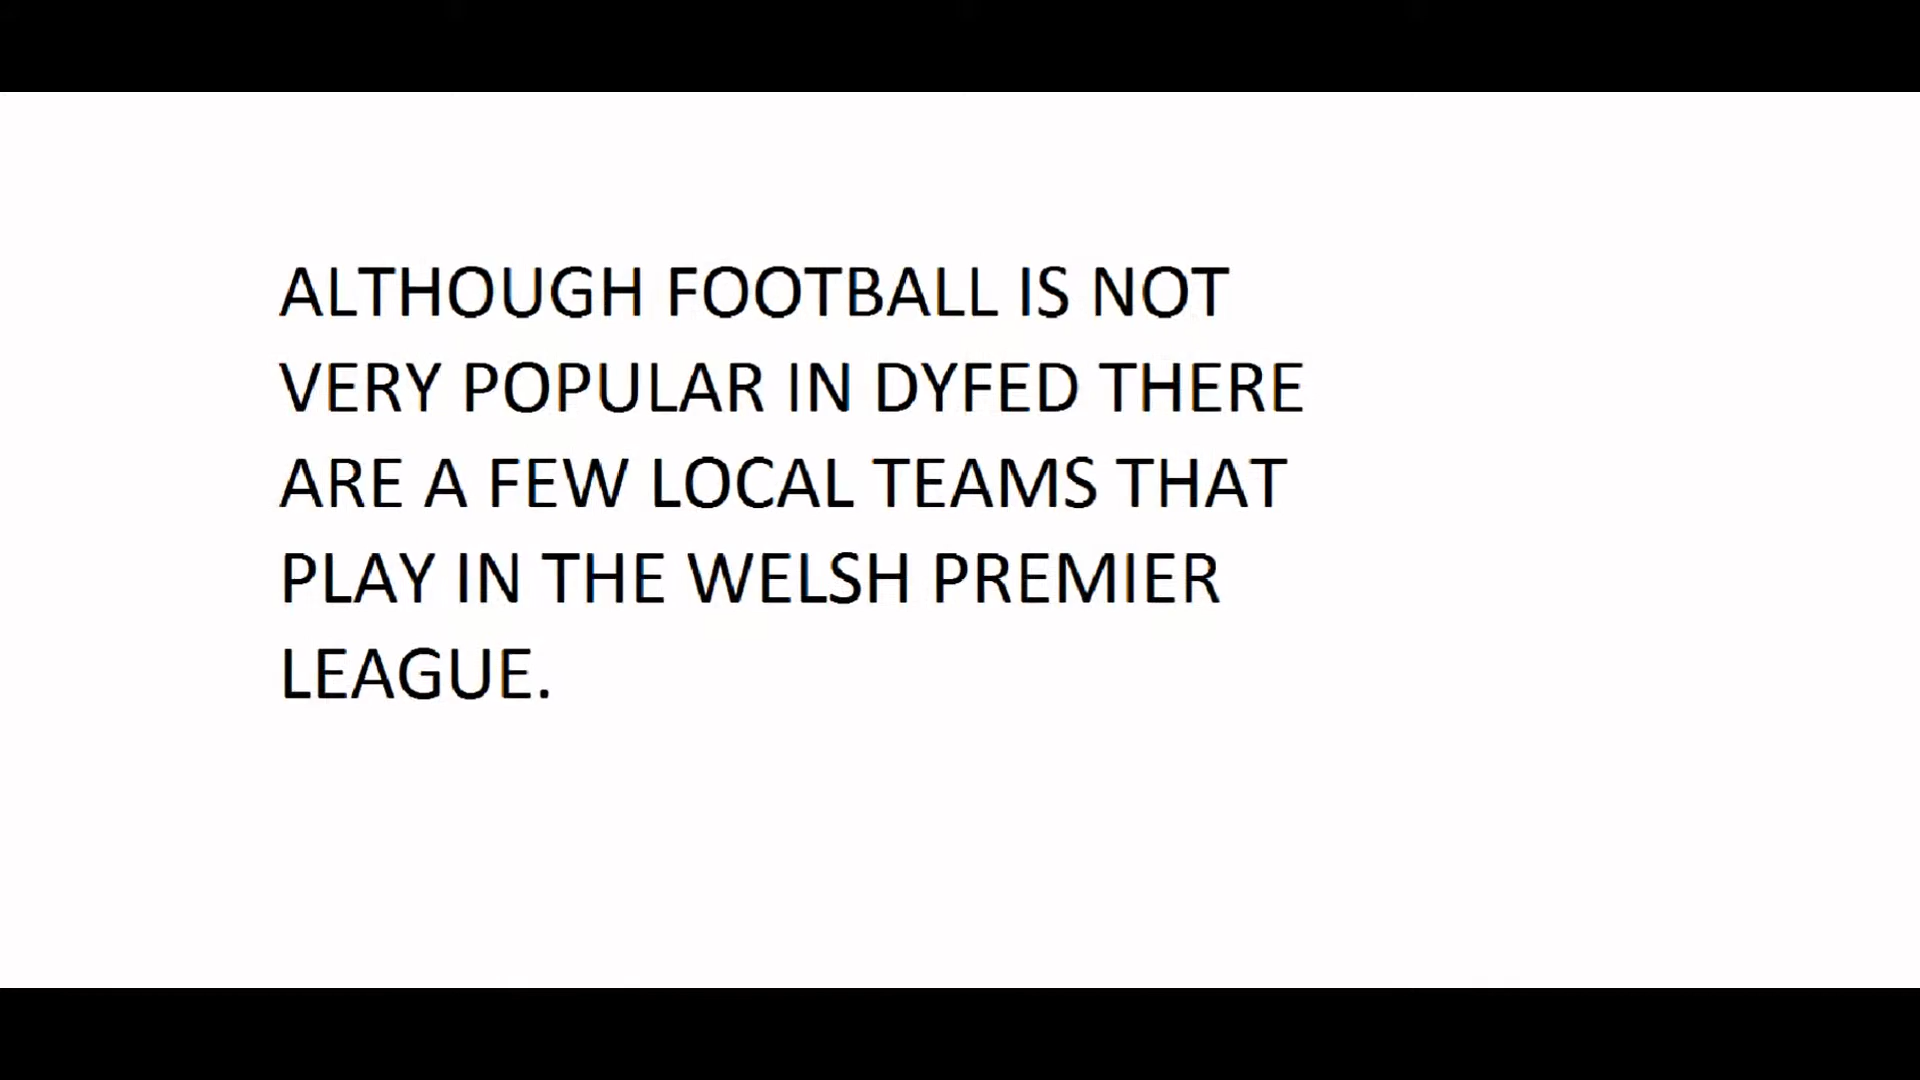 ALTHOUGH FOOTBALL IS NOT
VERY POPULAR IN DYFED THERE
ARE A FEW LOCAL TEAMS THAT
PLAY IN THE WELSH PREMIER
LEAGUE.